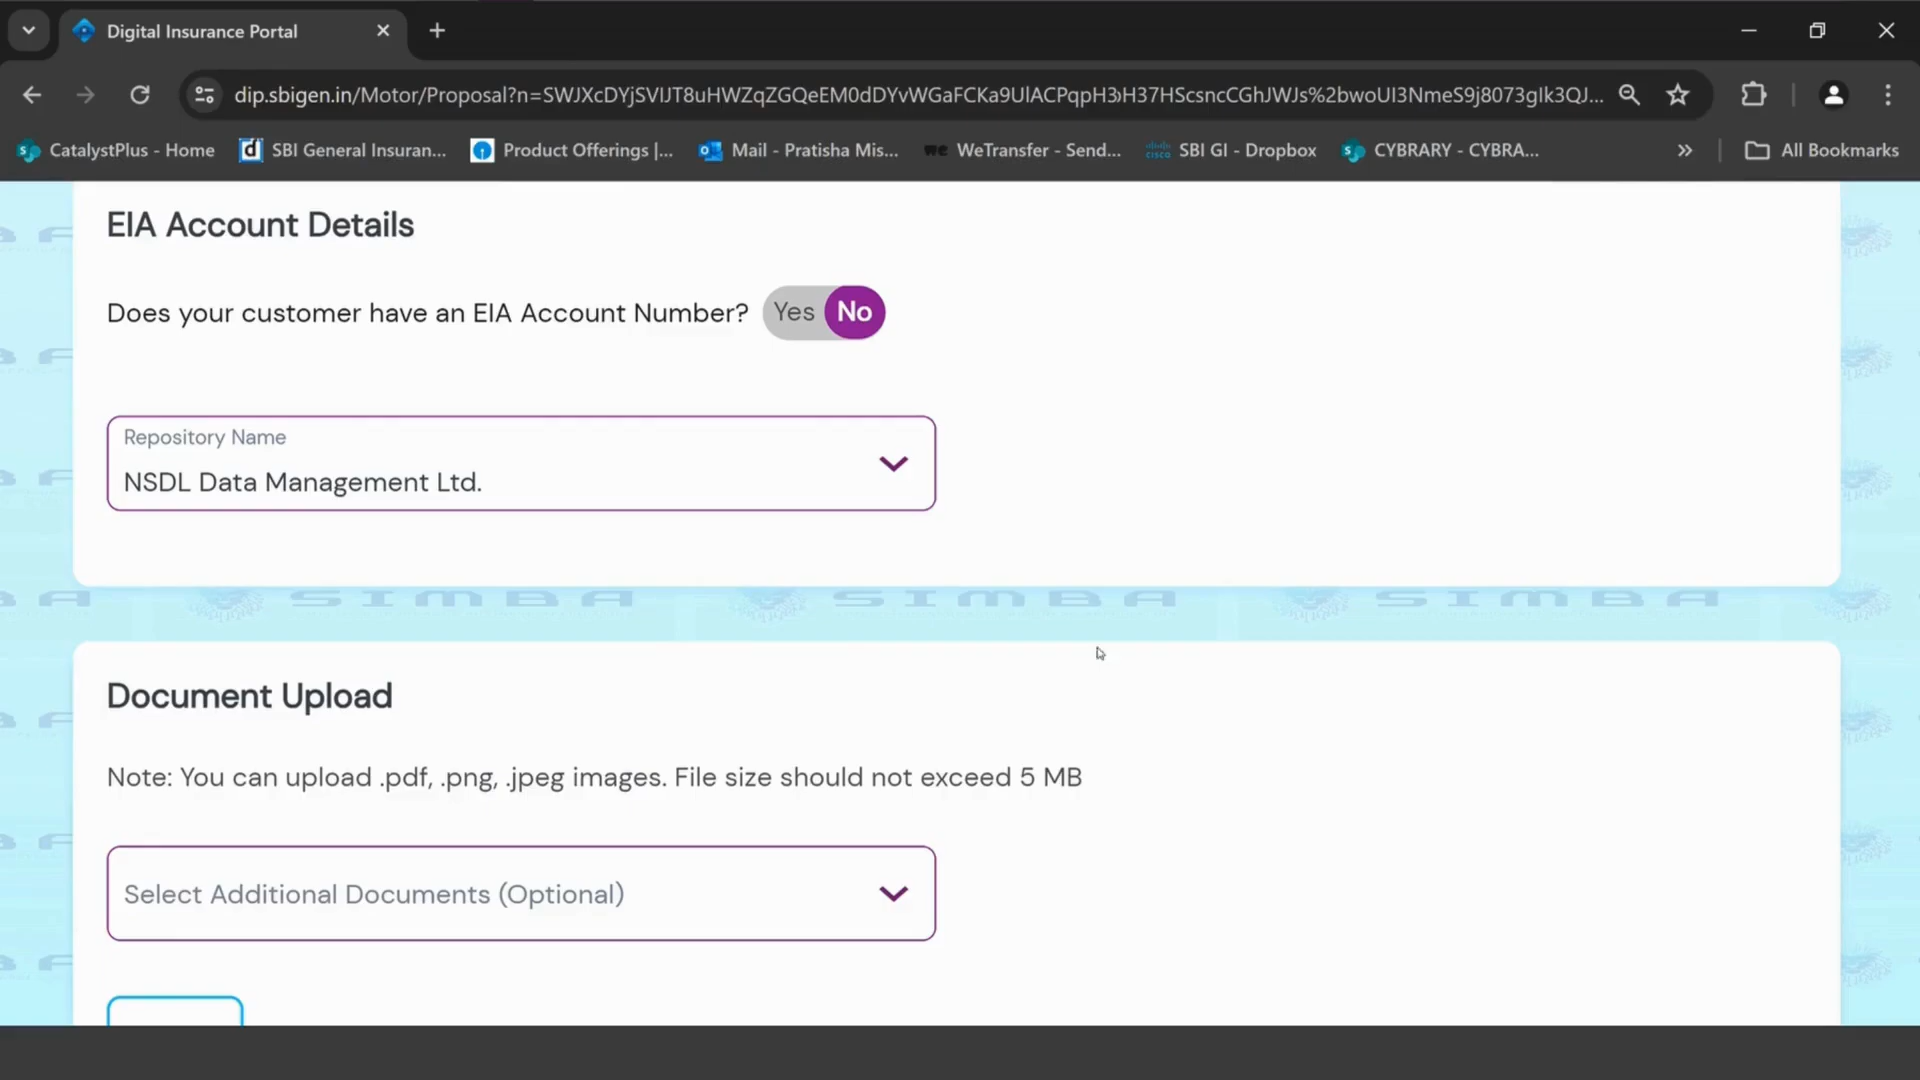 Digital Insurance Portal
dip.sbigen.in/Motor/Proposal?n=SWJXcDYjSVIJT8uHWZqZGQeEM0dDYvWGaFCKa9UlACPqpH3
CatalystPlus - Home
SBI General Insuran...
Product Offerings |...
Mail - Pratisha Mis...
WeTransfer - Send...
SBI GI - Dropbox
CYBRARY - CYBRA...
All Bookmarks
EIA Account Details
Does your customer have an EIA Account Number? Yes No
Repository Name
NSDL Data Management Ltd.
SIMBA SIMBA SIMBA
Document Upload
Note: You can upload .pdf, .png, .jpeg images. File size should not exceed 5 MB
Select Additional Documents (Optional)